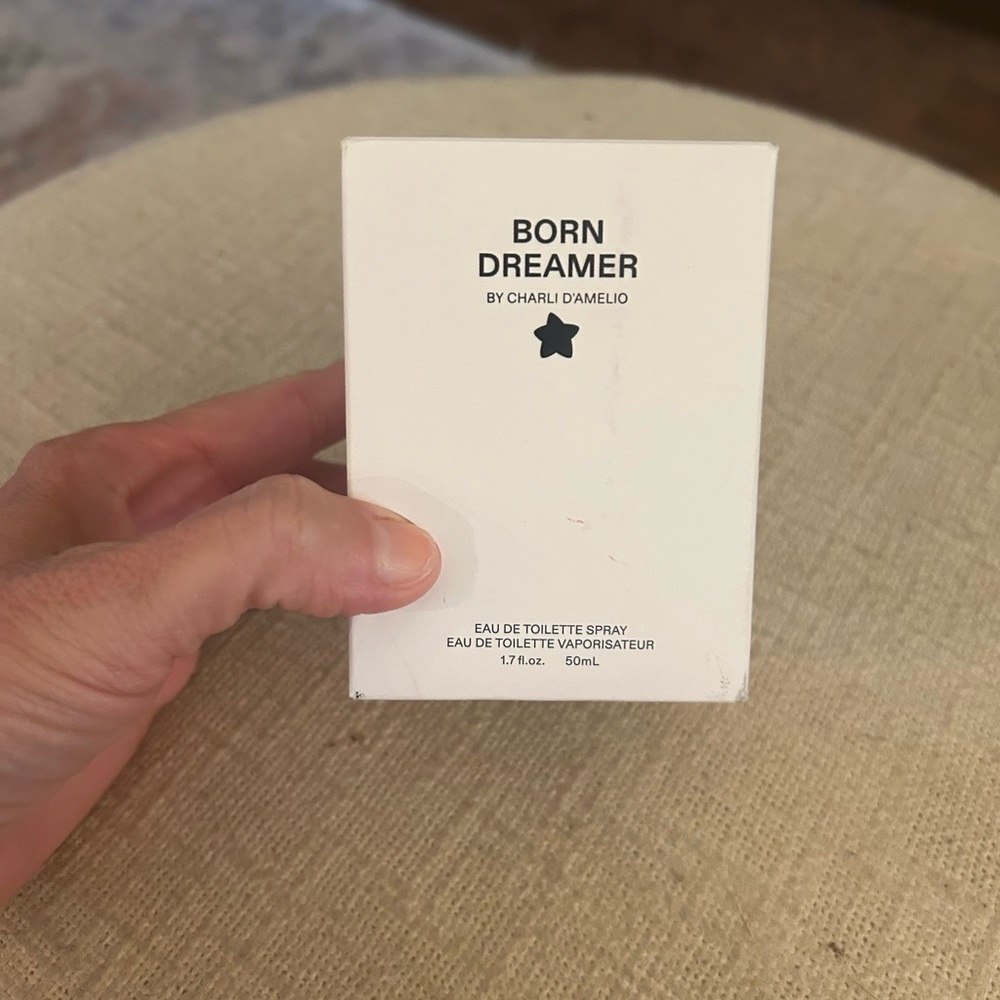 BORN
DREAMER
BY CHARLI D'AMELIO
EAU DE TOILETTE SPRAY
EAU DE TOILETTE VAPORISATEUR
1.7 fl.oz. 50mL